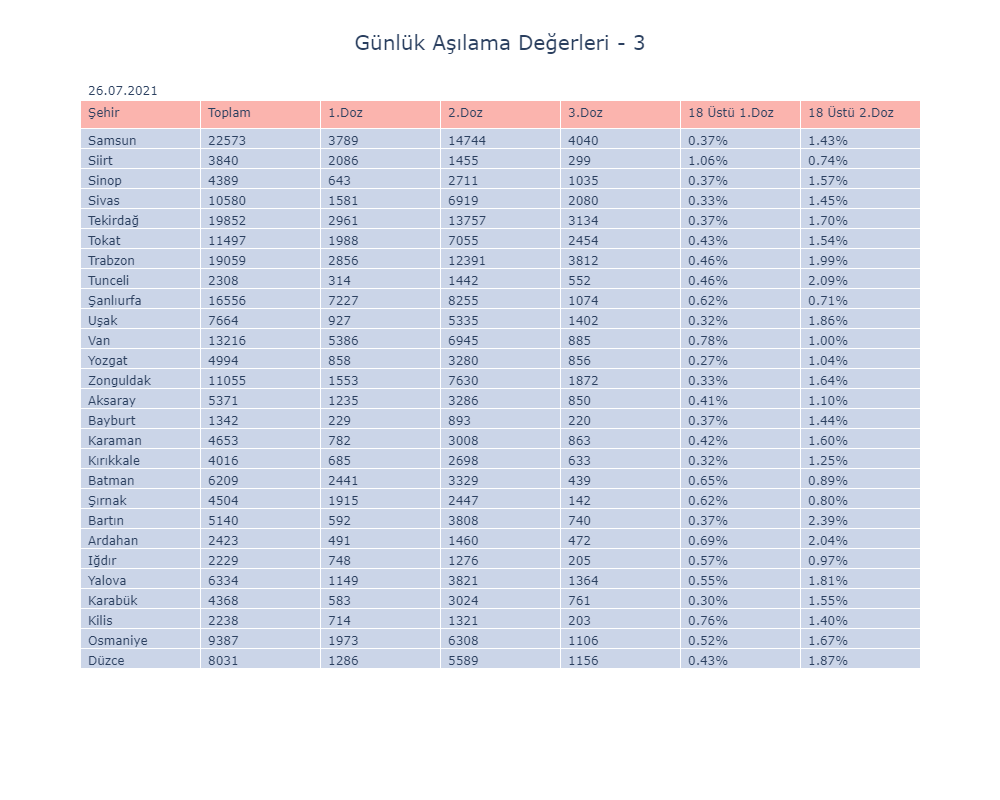 Günlük Aşılama Değerleri - 3
26.07.2021
Şehir Toplam 1.Doz 2.Doz 3.Doz 18 Üstü 1.Doz 18 Üstü 2.Doz
Samsun 22573 3789 14744 4040 0.37% 1.43%
Siirt 3840 2086 1455 299 1.06% 0.74%
Sinop 4389 643 2711 1035 0.37% 1.57%
Sivas 10580 1581 6919 2080 0.33% 1.45%
Tekirdağ 19852 2961 13757 3134 0.37% 1.70%
Tokat 11497 1988 7055 2454 0.43% 1.54%
Trabzon 19059 2856 12391 3812 0.46% 1.99%
Tunceli 2308 314 1442 552 0.46% 2.09%
Şanlıurfa 16556 7227 8255 1074 0.62% 0.71%
Uşak 7664 927 5335 1402 0.32% 1.86%
Van 13216 5386 6945 885 0.78% 1.00%
Yozgat 4994 858 3280 856 0.27% 1.04%
Zonguldak 11055 1553 7630 1872 0.33% 1.64%
Aksaray 5371 1235 3286 850 0.41% 1.10%
Bayburt 1342 229 893 220 0.37% 1.44%
Karaman 4653 782 3008 863 0.42% 1.60%
Kırıkkale 4016 685 2698 633 0.32% 1.25%
Batman 6209 2441 3329 439 0.65% 0.89%
Şırnak 4504 1915 2447 142 0.62% 0.80%
Bartın 5140 592 3808 740 0.37% 2.39%
Ardahan 2423 491 1460 472 0.69% 2.04%
Iğdır 2229 748 1276 205 0.57% 0.97%
Yalova 6334 1149 3821 1364 0.55% 1.81%
Karabük 4368 583 3024 761 0.30% 1.55%
Kilis 2238 714 1321 203 0.76% 1.40%
Osmaniye 9387 1973 6308 1106 0.52% 1.67%
Düzce 8031 1286 5589 1156 0.43% 1.87%